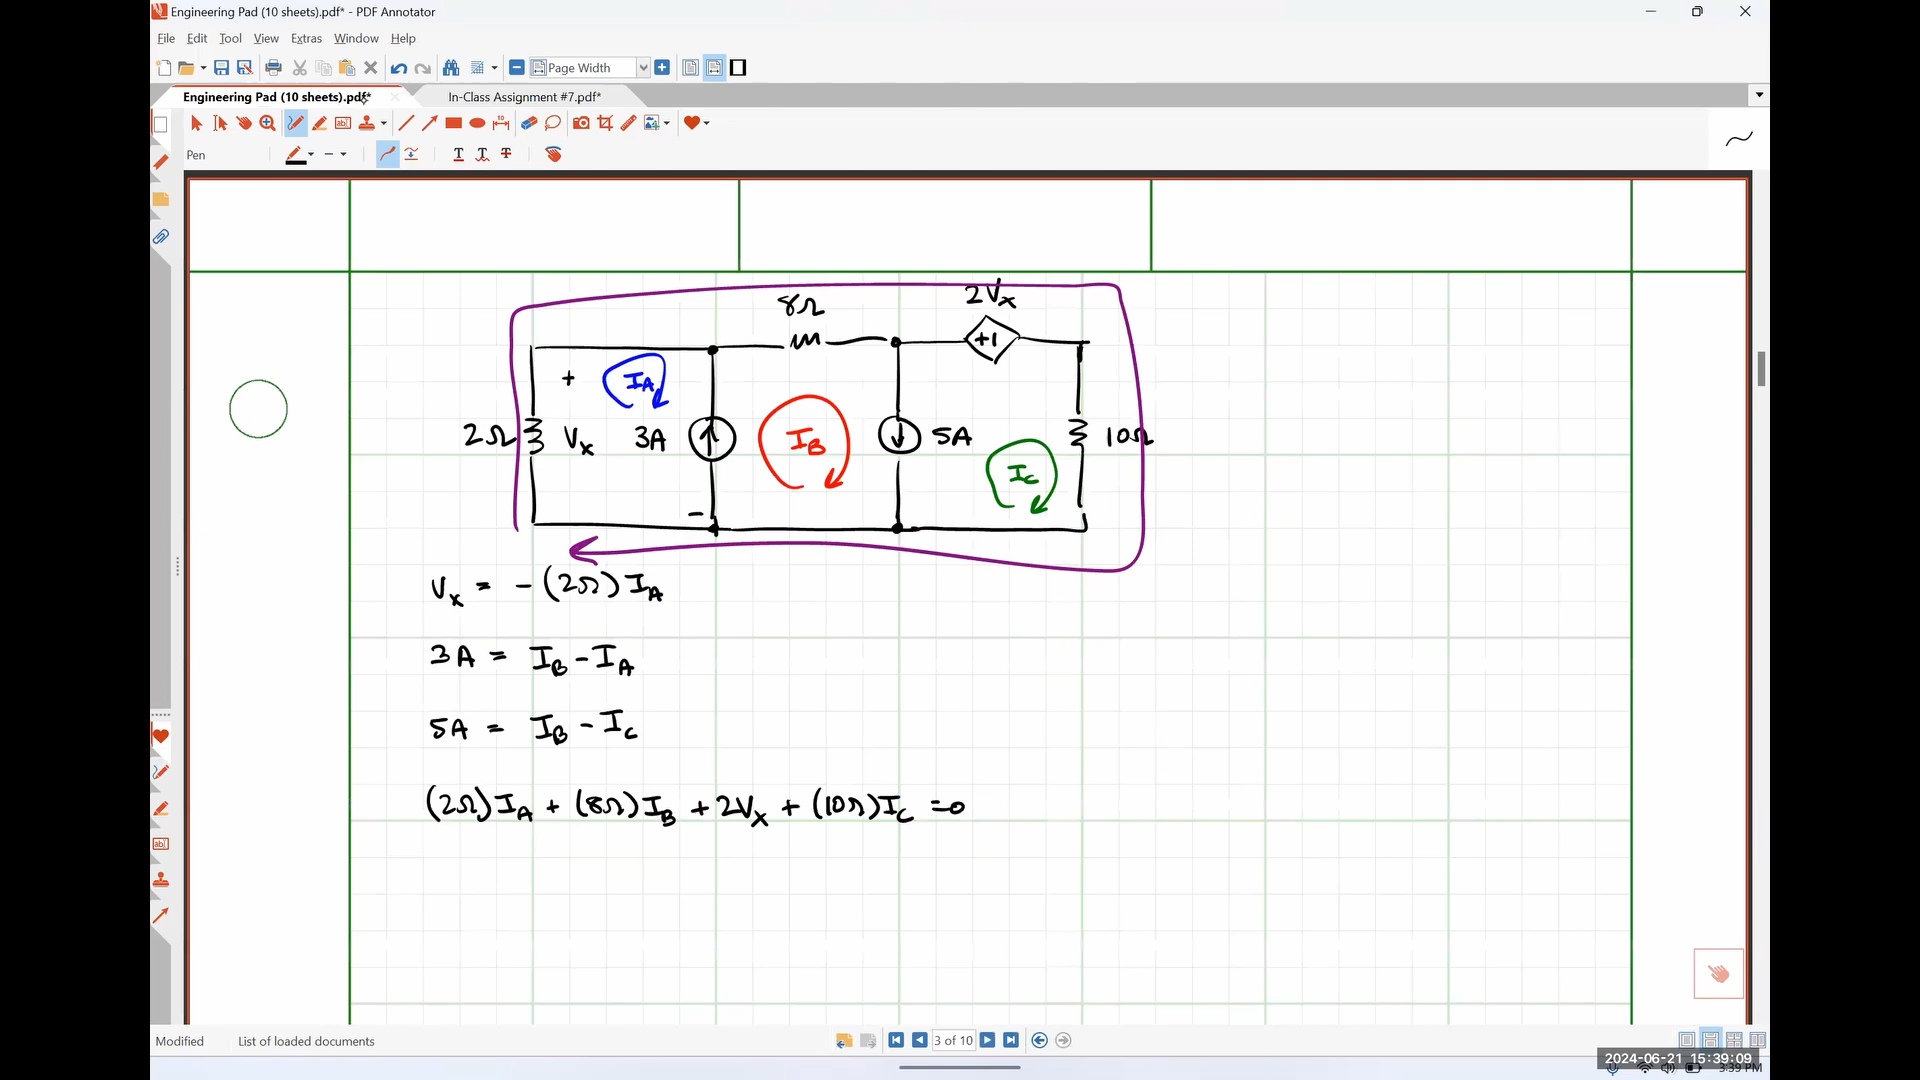 Engineering Pad (10 sheets).pdf* - PDF Annotator
File Edit Tool View Extras Window Help
Page Width
Engineering Pad (10 sheets).pdf* In-Class Assignment #7.pdf*
Pen
8Ω 2Vx
+ IA
2Ω Vx 3A IB 5A 10Ω
IC
-
Vx = -(2Ω)IA
3A = IB - IA
5A = IB - IC
(2Ω)IA + (8Ω)IB + 2Vx + (10Ω)IC = 0
Modified List of loaded documents 3 of 10
2024-06-21 15:39:09
3:39 PM